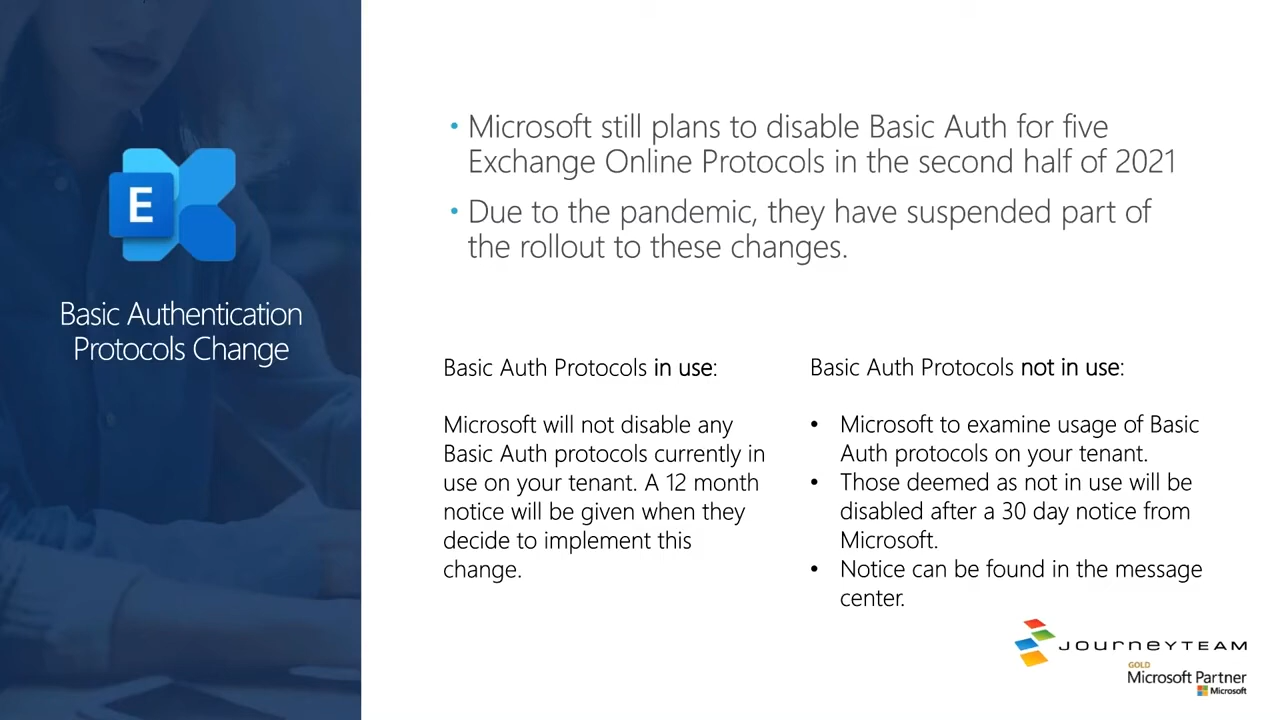 E
Basic Authentication
Protocols Change
• Microsoft still plans to disable Basic Auth for five
Exchange Online Protocols in the second half of 2021
• Due to the pandemic, they have suspended part of
the rollout to these changes.
Basic Auth Protocols in use:
Microsoft will not disable any
Basic Auth protocols currently in
use on your tenant. A 12 month
notice will be given when they
decide to implement this
change.
Basic Auth Protocols not in use:
• Microsoft to examine usage of Basic
Auth protocols on your tenant.
• Those deemed as not in use will be
disabled after a 30 day notice from
Microsoft.
• Notice can be found in the message
center.
JOURNEYTEAM
GOLD
Microsoft Partner
Microsoft